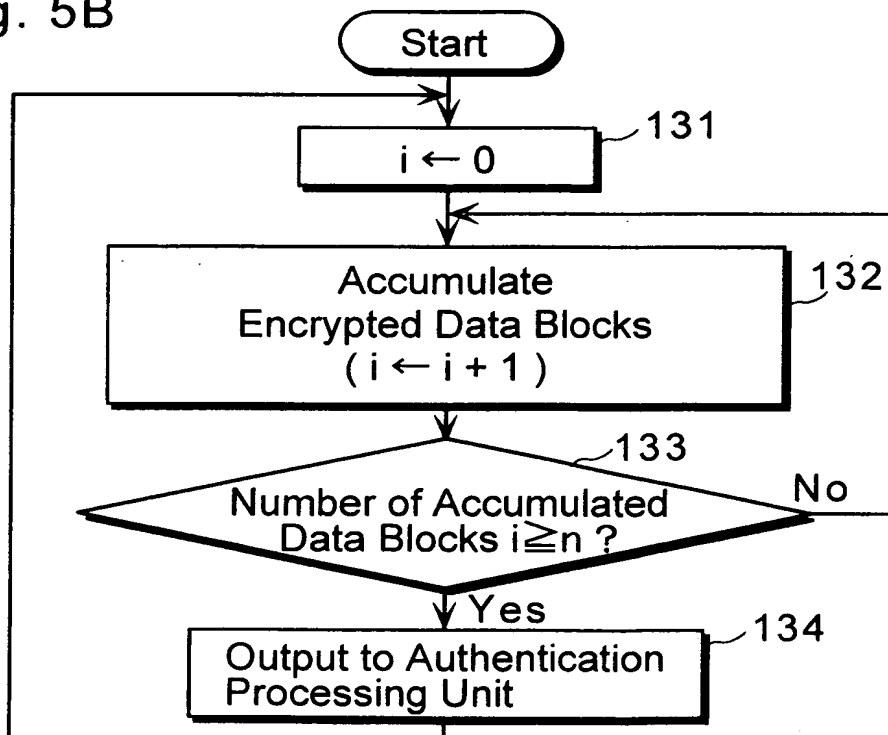 g. 5B
Start
131
i ← 0
132
Accumulate
Encrypted Data Blocks
( i ← i + 1 )
133
Number of Accumulated
Data Blocks i≧n ?
No
Yes
134
Output to Authentication
Processing Unit